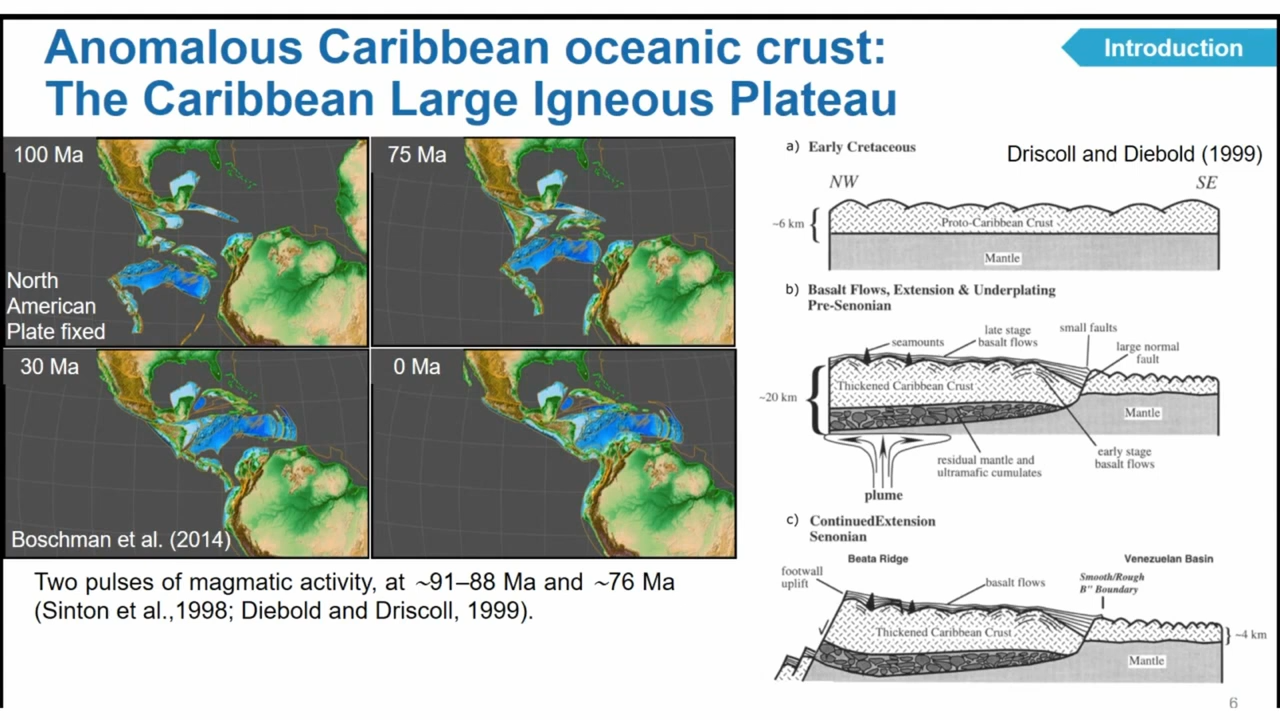 Anomalous Caribbean oceanic crust:
The Caribbean Large Igneous Plateau
Introduction
100 Ma
North
American
Plate fixed
75 Ma
30 Ma
Boschman et al. (2014)
0 Ma
Two pulses of magmatic activity, at ~91–88 Ma and ~76 Ma
(Sinton et al.,1998; Diebold and Driscoll, 1999).
a) Early Cretaceous
Driscoll and Diebold (1999)
NW
SE
~6 km
Proto-Caribbean Crust
Mantle
b) Basalt Flows, Extension & Underplating
Pre-Senonian
seamounts
late stage
basalt flows
small faults
large normal
fault
Thickened Caribbean Crust
~20 km
Mantle
residual mantle and
ultramafic cumulates
early stage
basalt flows
plume
c) ContinuedExtension
Senonian
Beata Ridge
Venezuelan Basin
footwall
uplift
basalt flows
Smooth/Rough
B" Boundary
Thickened Caribbean Crust
~4 km
Mantle
6